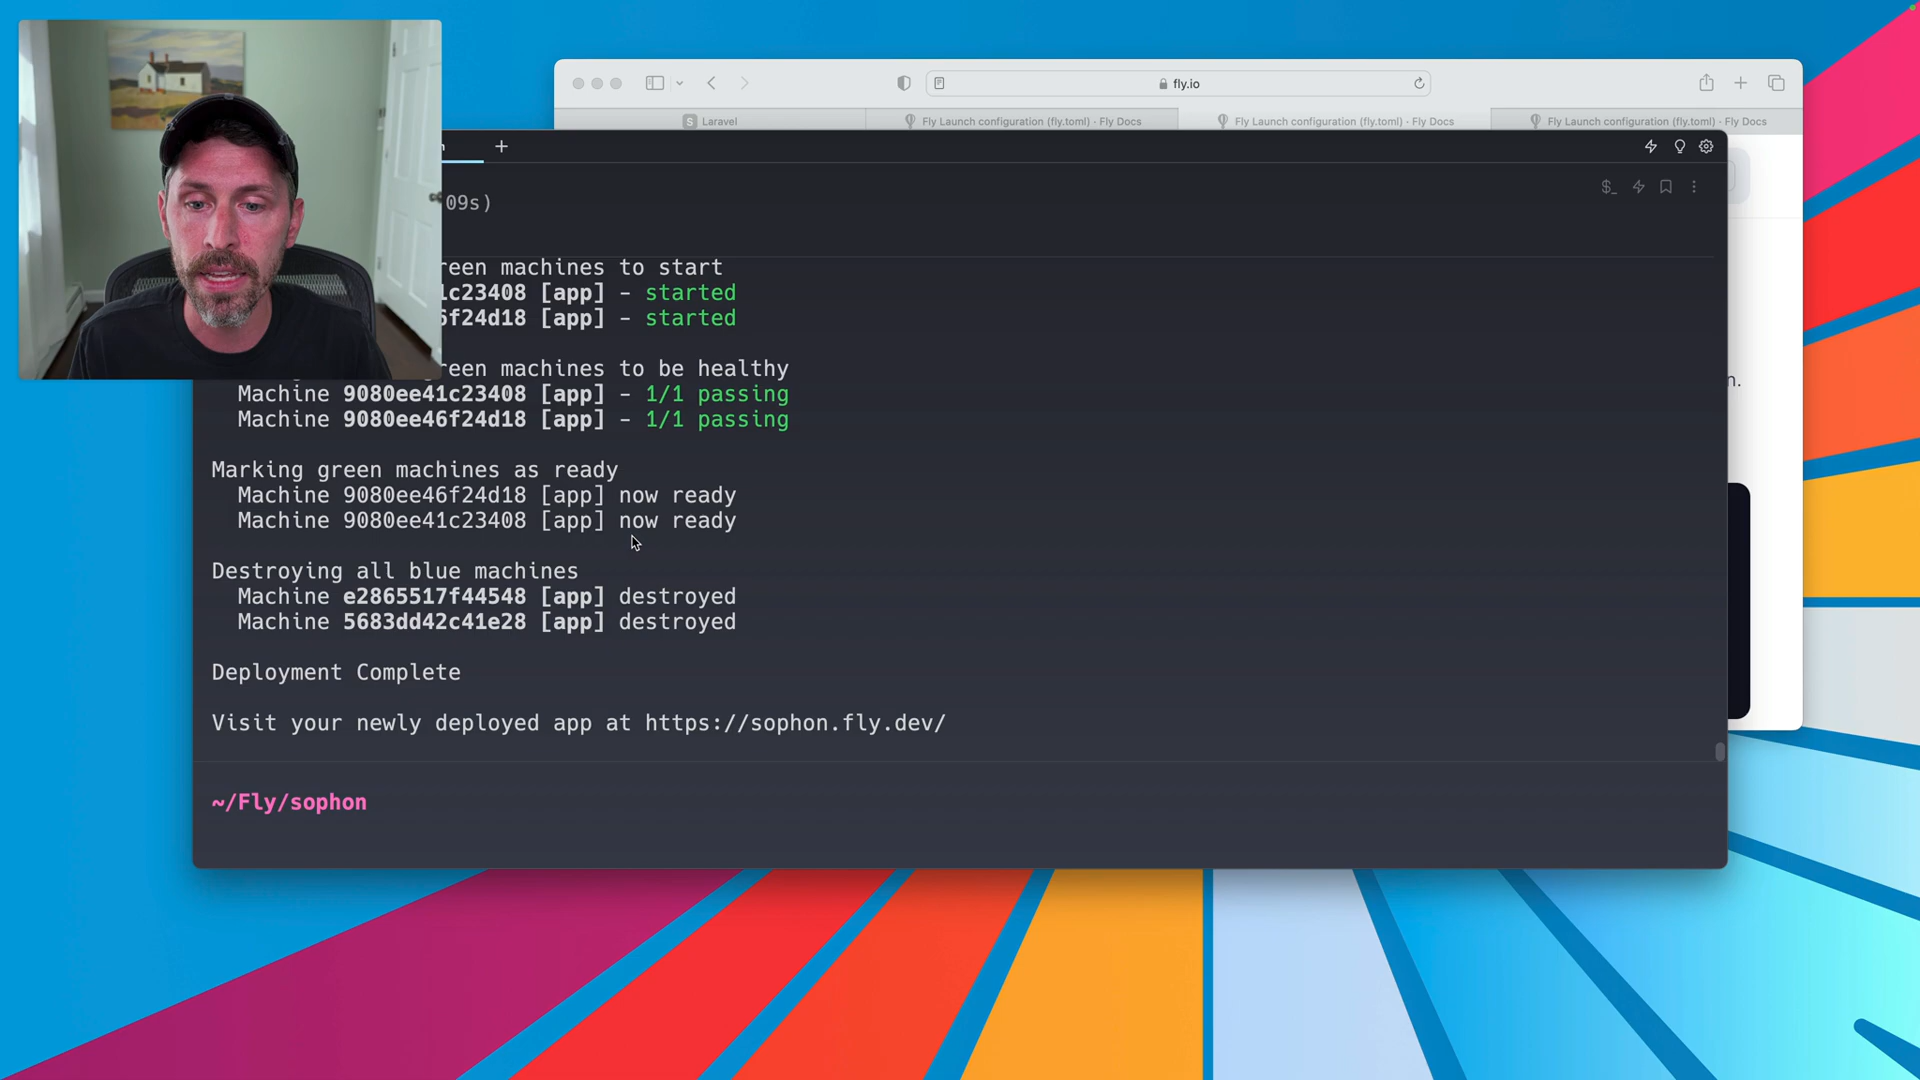 fly.io
S Laravel
Fly Launch configuration (fly.toml) · Fly Docs
Fly Launch configuration (fly.toml) · Fly Docs
Fly Launch configuration (fly.toml) · Fly Docs
n
+
$_
09s)
een machines to start
1c23408 [app] - started
6f24d18 [app] - started
een machines to be healthy
Machine 9080ee41c23408 [app] - 1/1 passing
Machine 9080ee46f24d18 [app] - 1/1 passing
n.
Marking green machines as ready
Machine 9080ee46f24d18 [app] now ready
Machine 9080ee41c23408 [app] now ready
Destroying all blue machines
Machine e2865517f44548 [app] destroyed
Machine 5683dd42c41e28 [app] destroyed
Deployment Complete
Visit your newly deployed app at https://sophon.fly.dev/
~/Fly/sophon